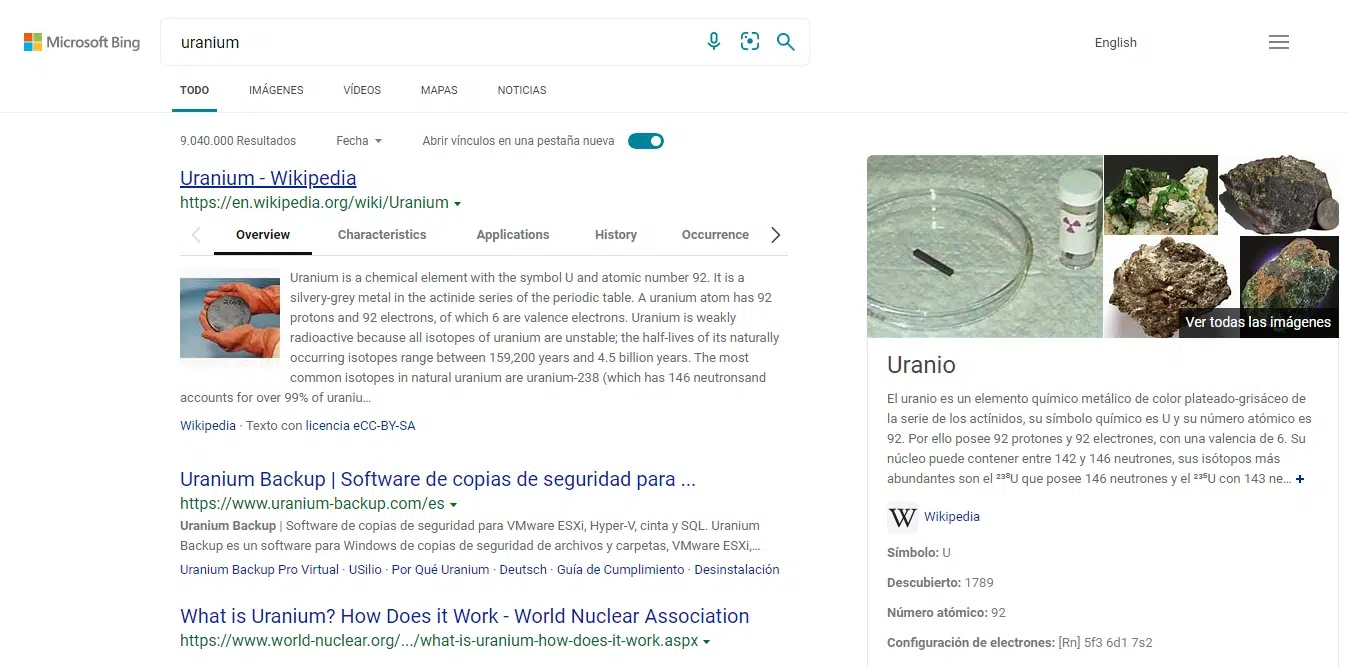 Microsoft Bing
uranium
English
TODO
IMÁGENES
VÍDEOS
MAPAS
NOTICIAS
9.040.000 Resultados
Fecha
Abrir vínculos en una pestaña nueva
Uranium - Wikipedia
https://en.wikipedia.org/wiki/Uranium
Overview
Characteristics
Applications
History
Occurrence
Uranium is a chemical element with the symbol U and atomic number 92. It is a
silvery-grey metal in the actinide series of the periodic table. A uranium atom has 92
protons and 92 electrons, of which 6 are valence electrons. Uranium is weakly
radioactive because all isotopes of uranium are unstable; the half-lives of its naturally
occurring isotopes range between 159,200 years and 4.5 billion years. The most
common isotopes in natural uranium are uranium-238 (which has 146 neutronsand
accounts for over 99% of uraniu…
Wikipedia · Texto con licencia eCC-BY-SA
Uranium Backup | Software de copias de seguridad para ...
https://www.uranium-backup.com/es
Uranium Backup | Software de copias de seguridad para VMware ESXi, Hyper-V, cinta y SQL. Uranium
Backup es un software para Windows de copias de seguridad de archivos y carpetas, VMware ESXi,…
Uranium Backup Pro Virtual · USilio · Por Qué Uranium · Deutsch · Guía de Cumplimiento · Desinstalación
What is Uranium? How Does it Work - World Nuclear Association
https://www.world-nuclear.org/.../what-is-uranium-how-does-it-work.aspx
Ver todas las imágenes
Uranio
El uranio es un elemento químico metálico de color plateado-grisáceo de
la serie de los actínidos, su símbolo químico es U y su número atómico es
92. Por ello posee 92 protones y 92 electrones, con una valencia de 6. Su
núcleo puede contener entre 142 y 146 neutrones, sus isótopos más
abundantes son el ²³⁸U que posee 146 neutrones y el ²³⁵U con 143 ne… +
W Wikipedia
Símbolo: U
Descubierto: 1789
Número atómico: 92
Configuración de electrones: [Rn] 5f3 6d1 7s2